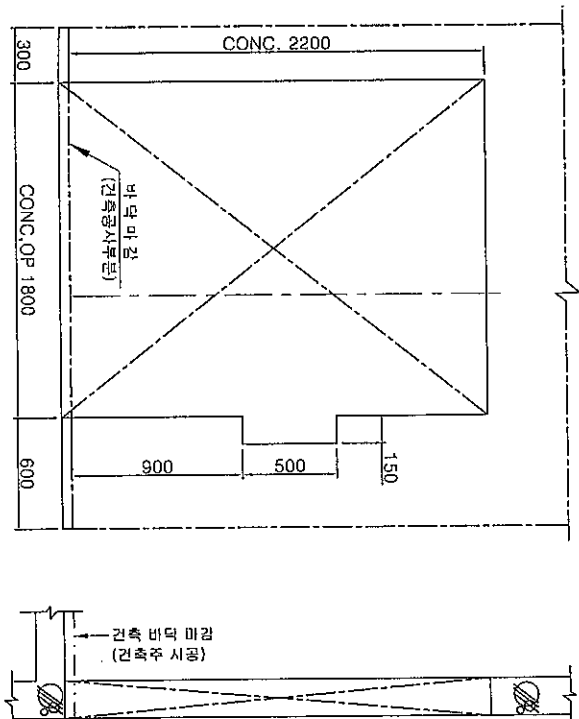 CONC. 2200
300
바닥 마감
(건축공사부분)
CONC,OP 1800
900
500
150
600
건축 바닥 마감
(건축주 시공)